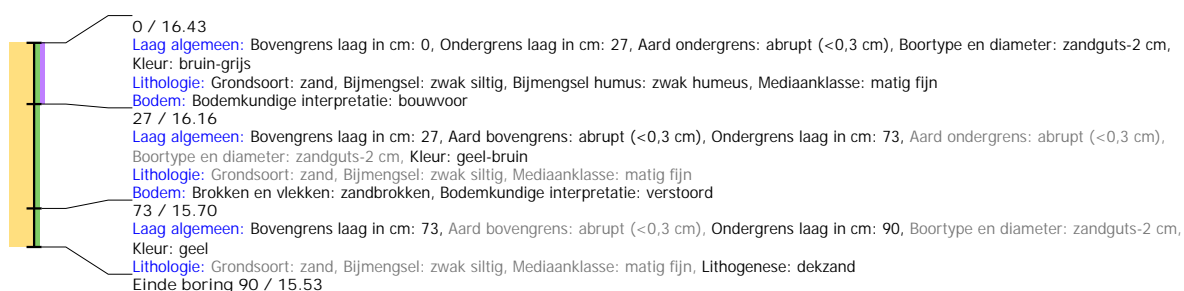 0 / 16.43
Laag algemeen: Bovengrens laag in cm: 0, Ondergrens laag in cm: 27, Aard ondergrens: abrupt (<0,3 cm), Boortype en diameter: zandguts-2 cm,
Kleur: bruin-grijs
Lithologie: Grondsoort: zand, Bijmengsel: zwak siltig, Bijmengsel humus: zwak humeus, Mediaanklasse: matig fijn
Bodem: Bodemkundige interpretatie: bouwvoor
27 / 16.16
Laag algemeen: Bovengrens laag in cm: 27, Aard bovengrens: abrupt (<0,3 cm), Ondergrens laag in cm: 73, Aard ondergrens: abrupt (<0,3 cm),
Boortype en diameter: zandguts-2 cm, Kleur: geel-bruin
Lithologie: Grondsoort: zand, Bijmengsel: zwak siltig, Mediaanklasse: matig fijn
Bodem: Brokken en vlekken: zandbrokken, Bodemkundige interpretatie: verstoord
73 / 15.70
Laag algemeen: Bovengrens laag in cm: 73, Aard bovengrens: abrupt (<0,3 cm), Ondergrens laag in cm: 90, Boortype en diameter: zandguts-2 cm,
Kleur: geel
Lithologie: Grondsoort: zand, Bijmengsel: zwak siltig, Mediaanklasse: matig fijn, Lithogenese: dekzand
Einde boring 90 / 15.53